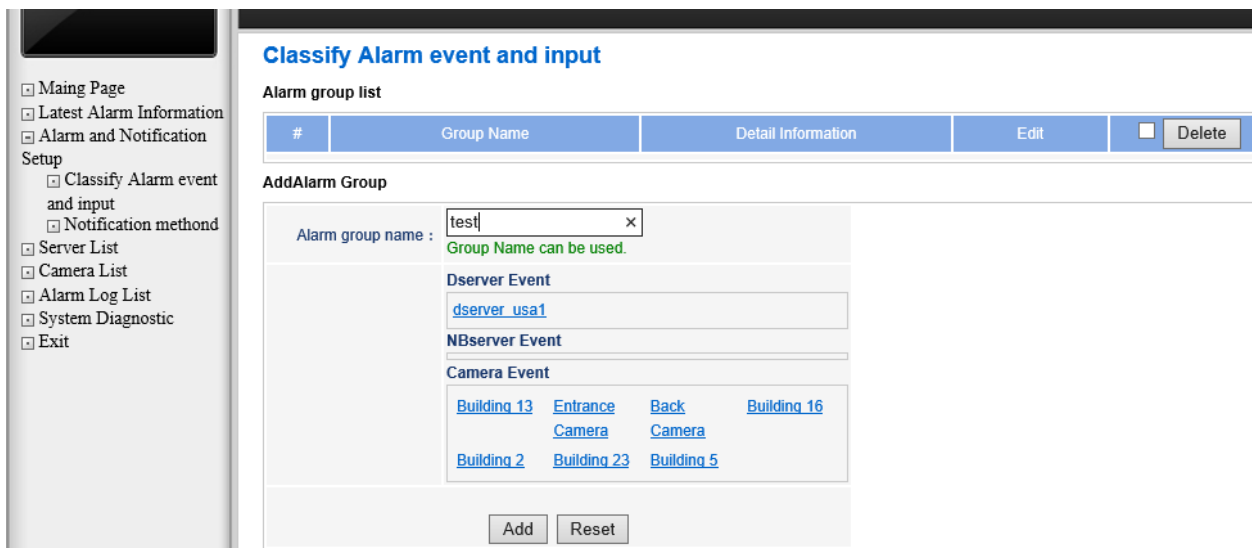 Maing Page
Latest Alarm Information
Alarm and Notification
Setup
Classify Alarm event
and input
Notification methond
Server List
Camera List
Alarm Log List
System Diagnostic
Exit
Classify Alarm event and input
Alarm group list
# Group Name Detail Information Edit Delete
AddAlarm Group
Alarm group name : test ×
Group Name can be used.
Dserver Event
dserver_usa1
NBserver Event
Camera Event
Building 13 Entrance Camera Back Camera Building 16
Building 2 Building 23 Building 5
Add Reset